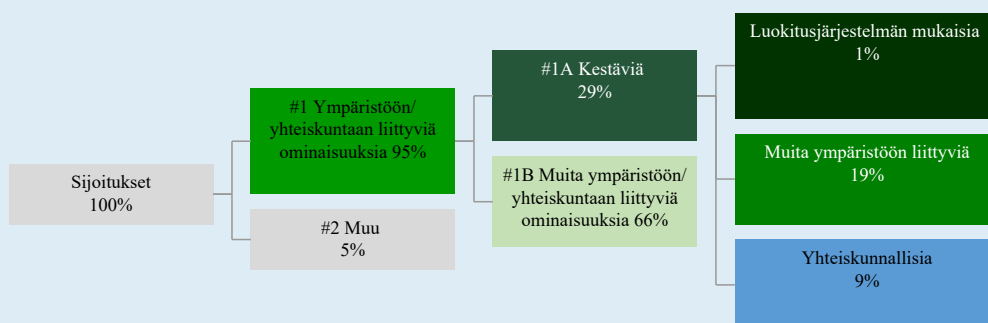 Sijoitukset
100%
#1 Ympäristöön/
yhteiskuntaan liittyviä
ominaisuuksia 95%
#2 Muu
5%
#1A Kestäviä
29%
#1B Muita ympäristöön/
yhteiskuntaan liittyviä
ominaisuuksia 66%
Luokitusjärjestelmän mukaisia
1%
Muita ympäristöön liittyviä
19%
Yhteiskunnallisia
9%